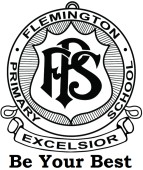 FLEMINGTON
PRIMARY SCHOOL
FPS
EXCELSIOR
Be Your Best